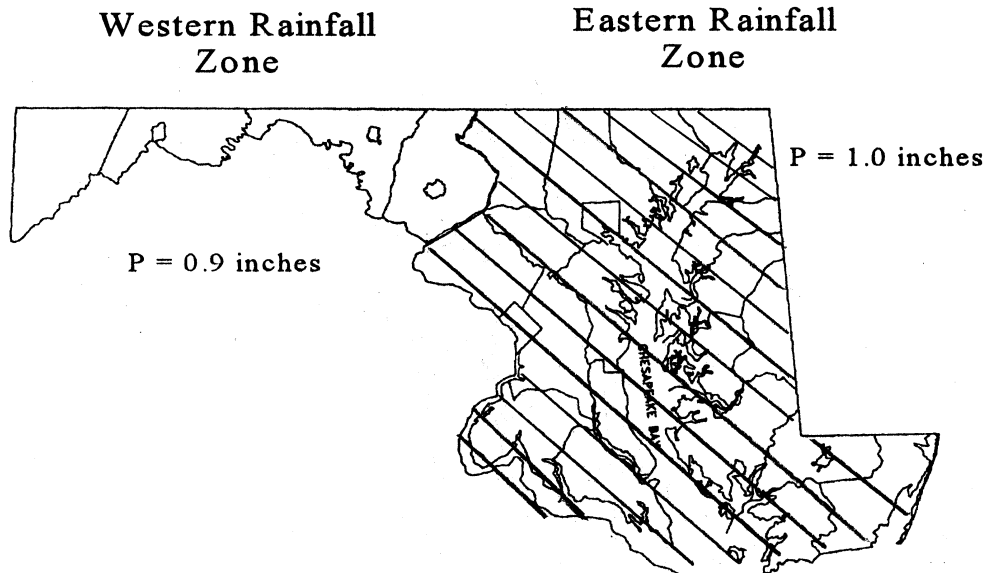 Western Rainfall
Zone
Eastern Rainfall
Zone
P = 1.0 inches
P = 0.9 inches
CHESAPEAKE BAY